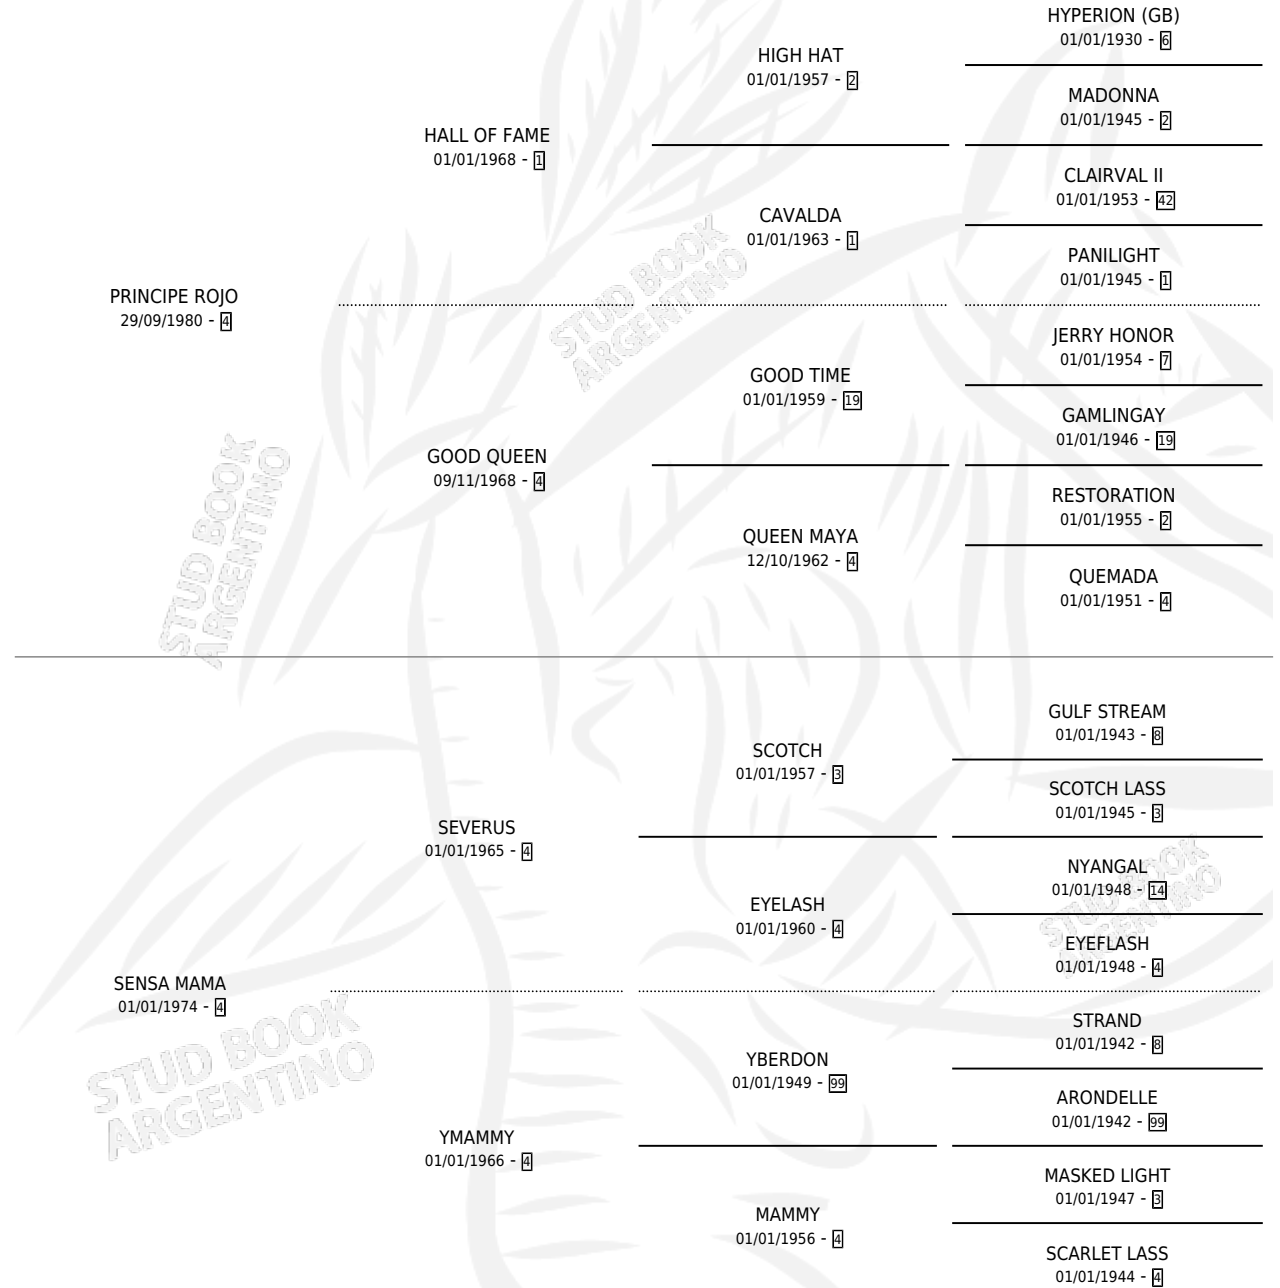 HYPERION (GB)
01/01/1930 - 6
HIGH HAT
01/01/1957 - 2
MADONNA
01/01/1945 - 2
HALL OF FAME
01/01/1968 - 1
CLAIRVAL II
01/01/1953 - 42
CAVALDA
01/01/1963 - 1
PANILIGHT
01/01/1945 - 1
PRINCIPE ROJO
29/09/1980 - 4
JERRY HONOR
01/01/1954 - 7
GOOD TIME
01/01/1959 - 19
GAMLINGAY
01/01/1946 - 19
GOOD QUEEN
09/11/1968 - 4
RESTORATION
01/01/1955 - 2
QUEEN MAYA
12/10/1962 - 4
QUEMADA
01/01/1951 - 4
GULF STREAM
01/01/1943 - 8
SCOTCH
01/01/1957 - 3
SCOTCH LASS
01/01/1945 - 3
SEVERUS
01/01/1965 - 4
NYANGAL
01/01/1948 - 14
EYELASH
01/01/1960 - 4
EYEFLASH
01/01/1948 - 4
SENSA MAMA
01/01/1974 - 4
STRAND
01/01/1942 - 8
YBERDON
01/01/1949 - 99
ARONDELLE
01/01/1942 - 99
YMAMMY
01/01/1966 - 4
MASKED LIGHT
01/01/1947 - 3
MAMMY
01/01/1956 - 4
SCARLET LASS
01/01/1944 - 4
STUD BOOK
ARGENTINO
STUD BOOK
ARGENTINO
STUD BOOK
ARGENTINO
STUD BOOK
ARGENTINO